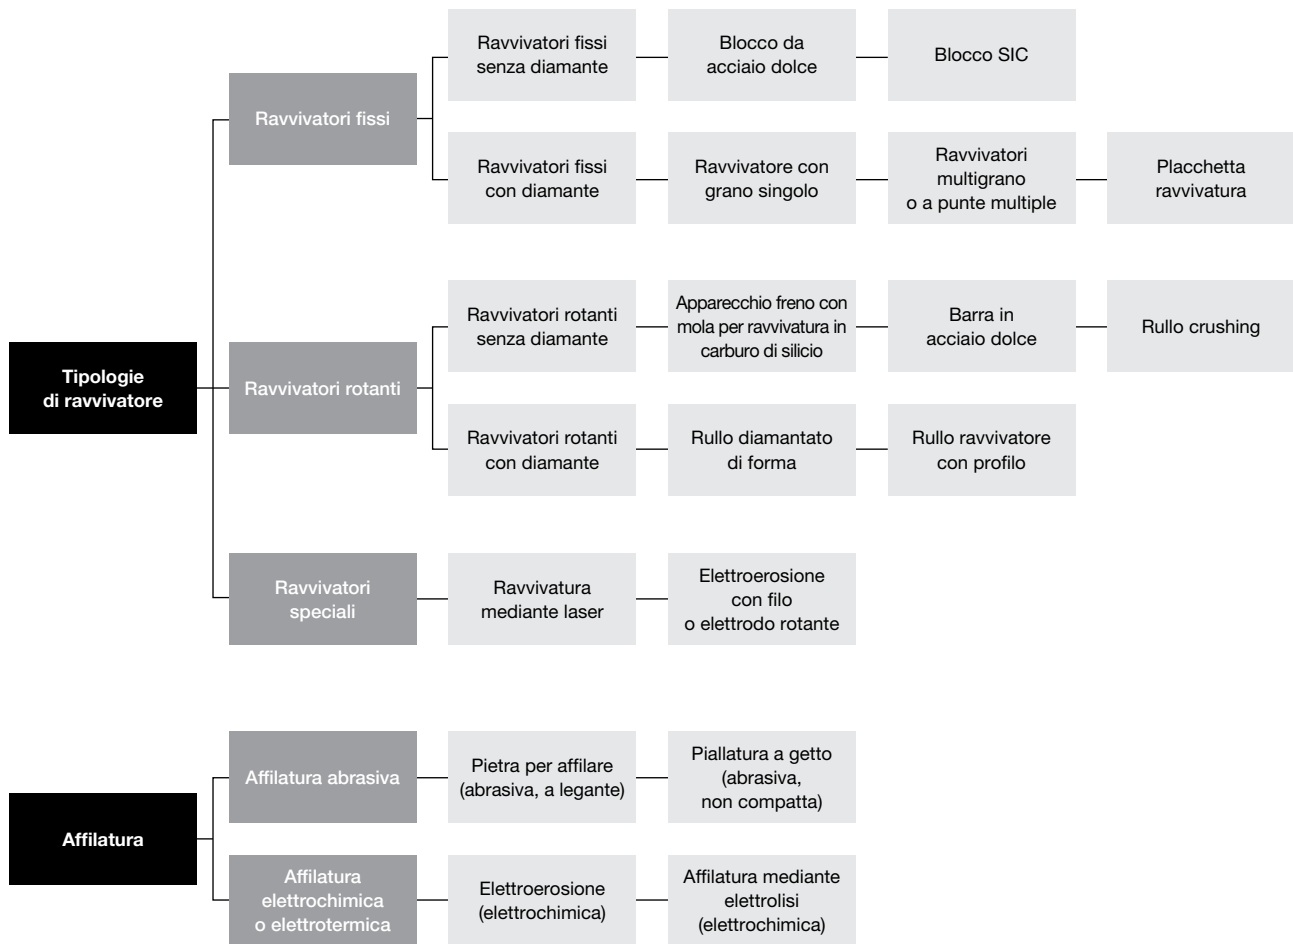 Ravvivatori fissi
senza diamante
Blocco da
acciaio dolce
Blocco SIC
Ravvivatori fissi
Ravvivatori fissi
con diamante
Ravvivatore con
grano singolo
Ravvivatori
multigrano
o a punte multiple
Placchetta
ravvivatura
Tipologie
di ravvivatore
Ravvivatori rotanti
Ravvivatori rotanti
senza diamante
Apparecchio freno con
mola per ravvivatura in
carburo di silicio
Barra in
acciaio dolce
Rullo crushing
Ravvivatori rotanti
con diamante
Rullo diamantato
di forma
Rullo ravvivatore
con profilo
Ravvivatori
speciali
Ravvivatura
mediante laser
Elettroerosione
con filo
o elettrodo rotante
Affilatura
Affilatura abrasiva
Pietra per affilare
(abrasiva, a legante)
Piallatura a getto
(abrasiva,
non compatta)
Affilatura
elettrochimica
o elettrotermica
Elettroerosione
(elettrochimica)
Affilatura mediante
elettrolisi
(elettrochimica)